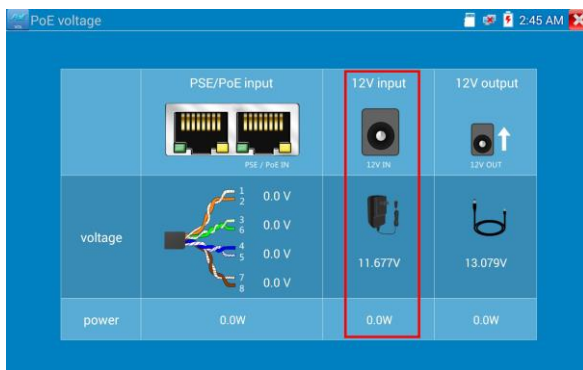 PoE voltage 2:45 AM
PSE/PoE input 12V input 12V output
PSE / PoE IN 12V IN 12V OUT
1
2 0.0 V
3
6 0.0 V
voltage
4
5 0.0 V
11.677V 13.079V
7
8 0.0 V
power 0.0W 0.0W 0.0W